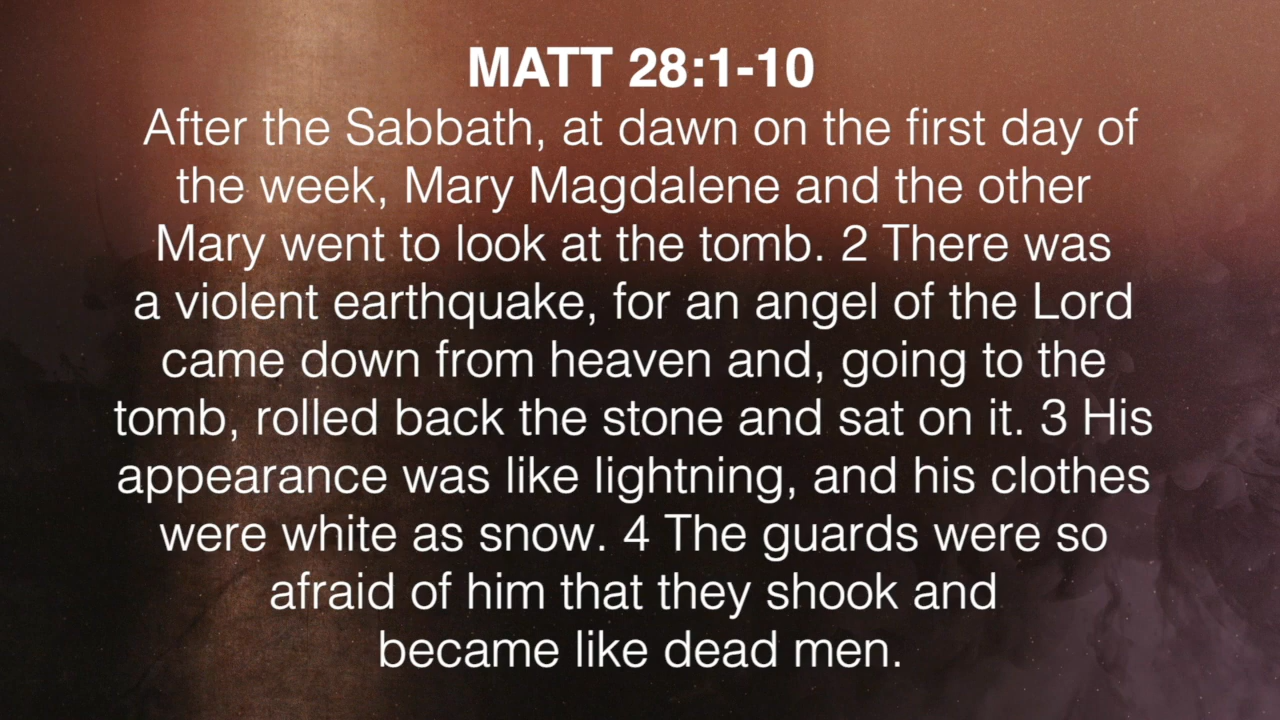 MATT 28:1-10
After the Sabbath, at dawn on the first day of
the week, Mary Magdalene and the other
Mary went to look at the tomb. 2 There was
a violent earthquake, for an angel of the Lord
came down from heaven and, going to the
tomb, rolled back the stone and sat on it. 3 His
appearance was like lightning, and his clothes
were white as snow. 4 The guards were so
afraid of him that they shook and
became like dead men.